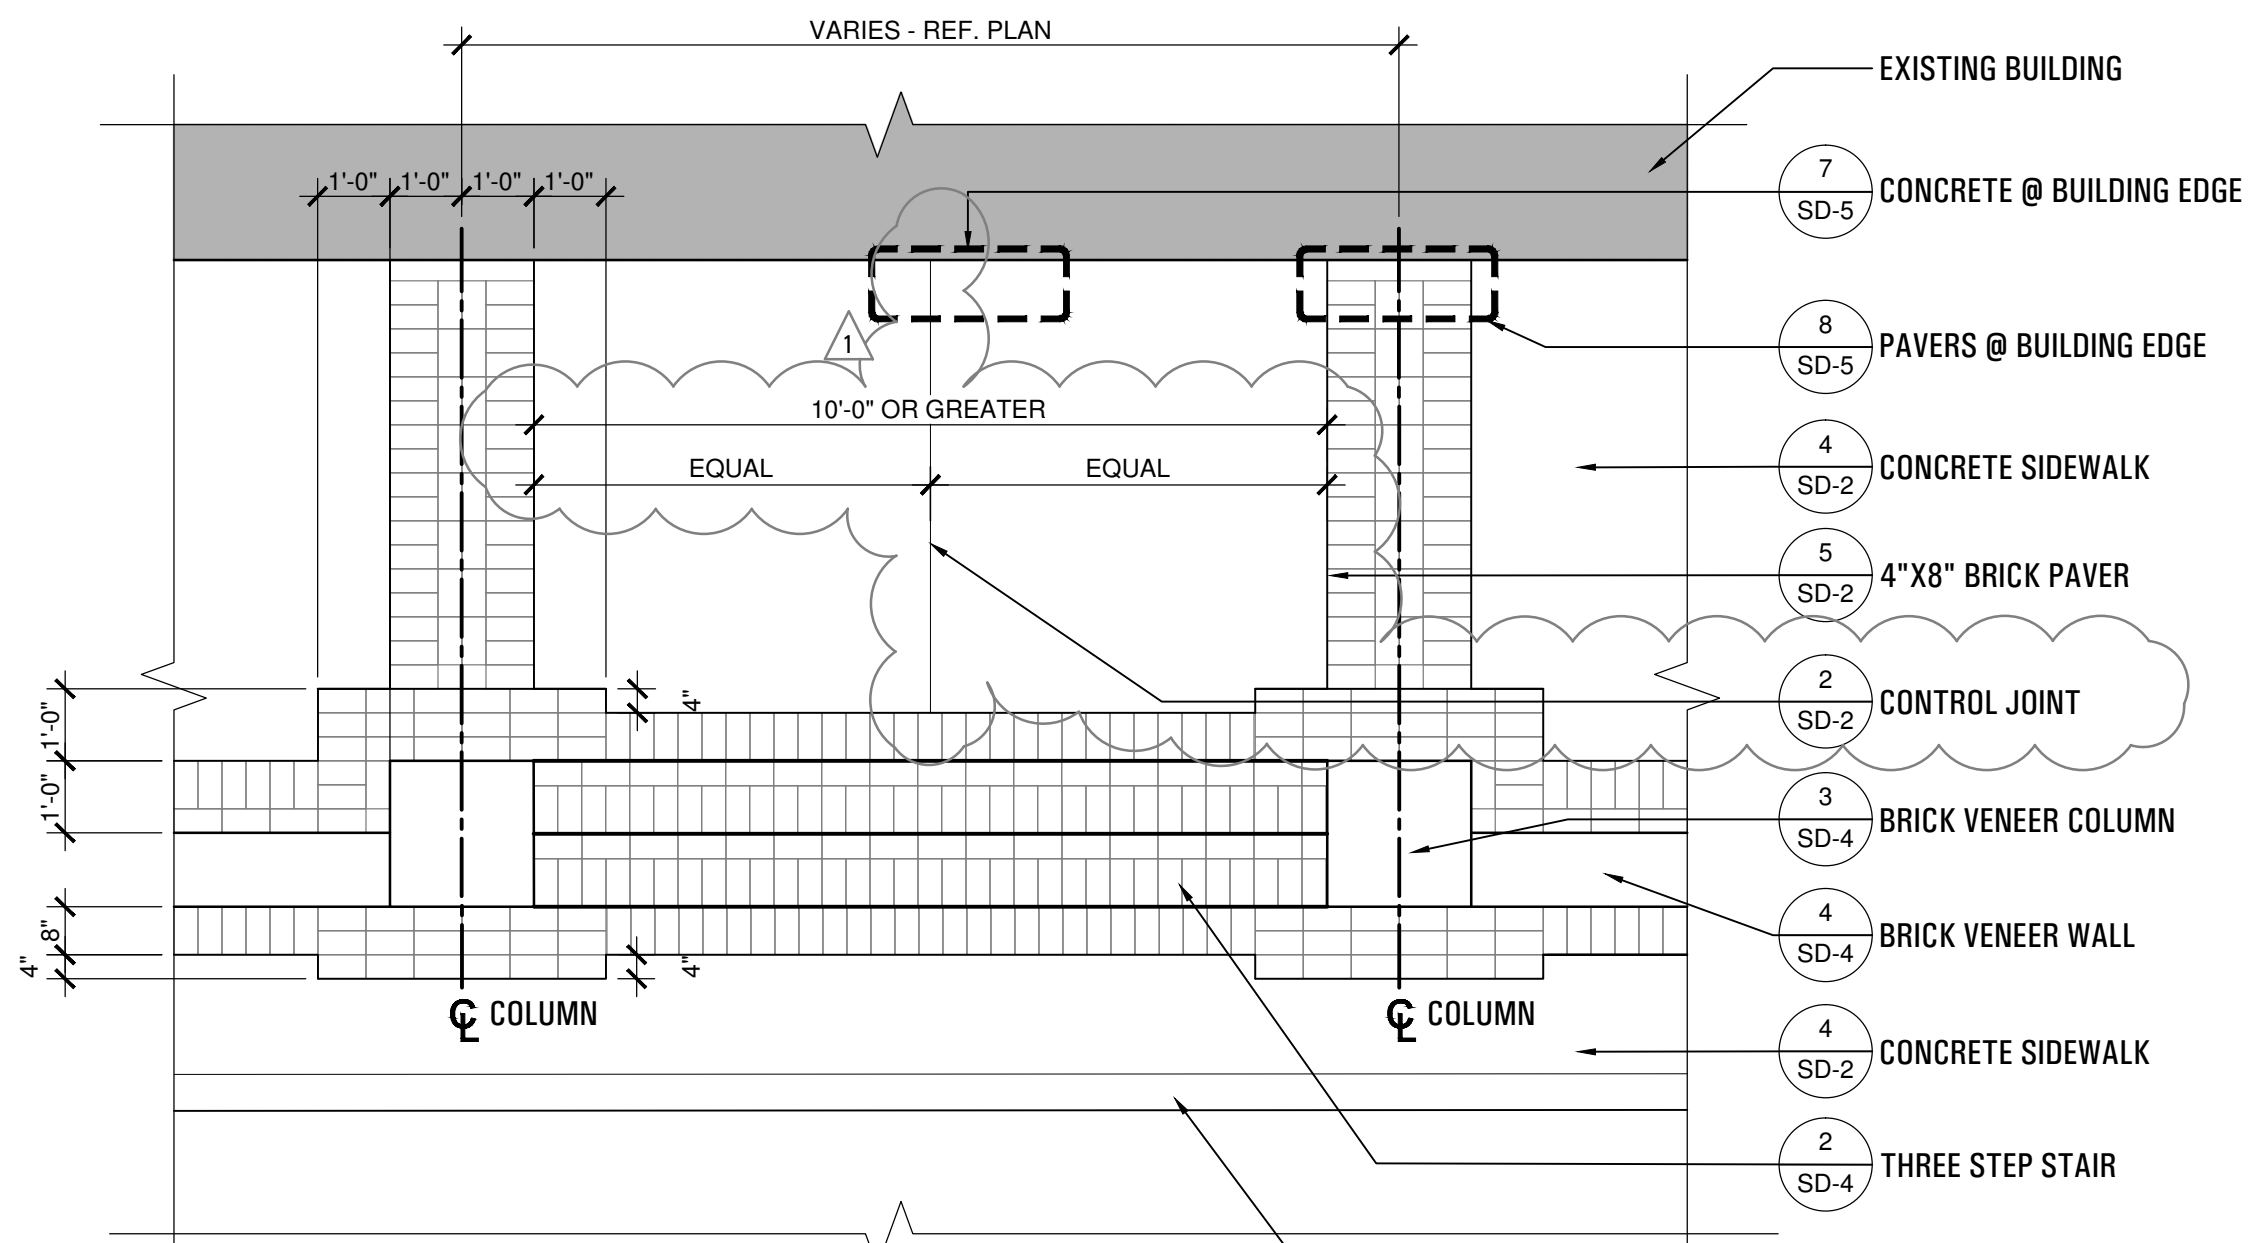 VARIES - REF. PLAN
EXISTING BUILDING
7
SD-5
CONCRETE @ BUILDING EDGE
1'-0" 1'-0" 1'-0" 1'-0"
8
SD-5
PAVERS @ BUILDING EDGE
1
10'-0" OR GREATER
EQUAL EQUAL
4
SD-2
CONCRETE SIDEWALK
5
SD-2
4"X8" BRICK PAVER
2
SD-2
CONTROL JOINT
4"
1'-0"
1'-0"
3
SD-4
BRICK VENEER COLUMN
4
SD-4
BRICK VENEER WALL
8"
4"
4"
CL COLUMN
CL COLUMN
4
SD-2
CONCRETE SIDEWALK
2
SD-4
THREE STEP STAIR